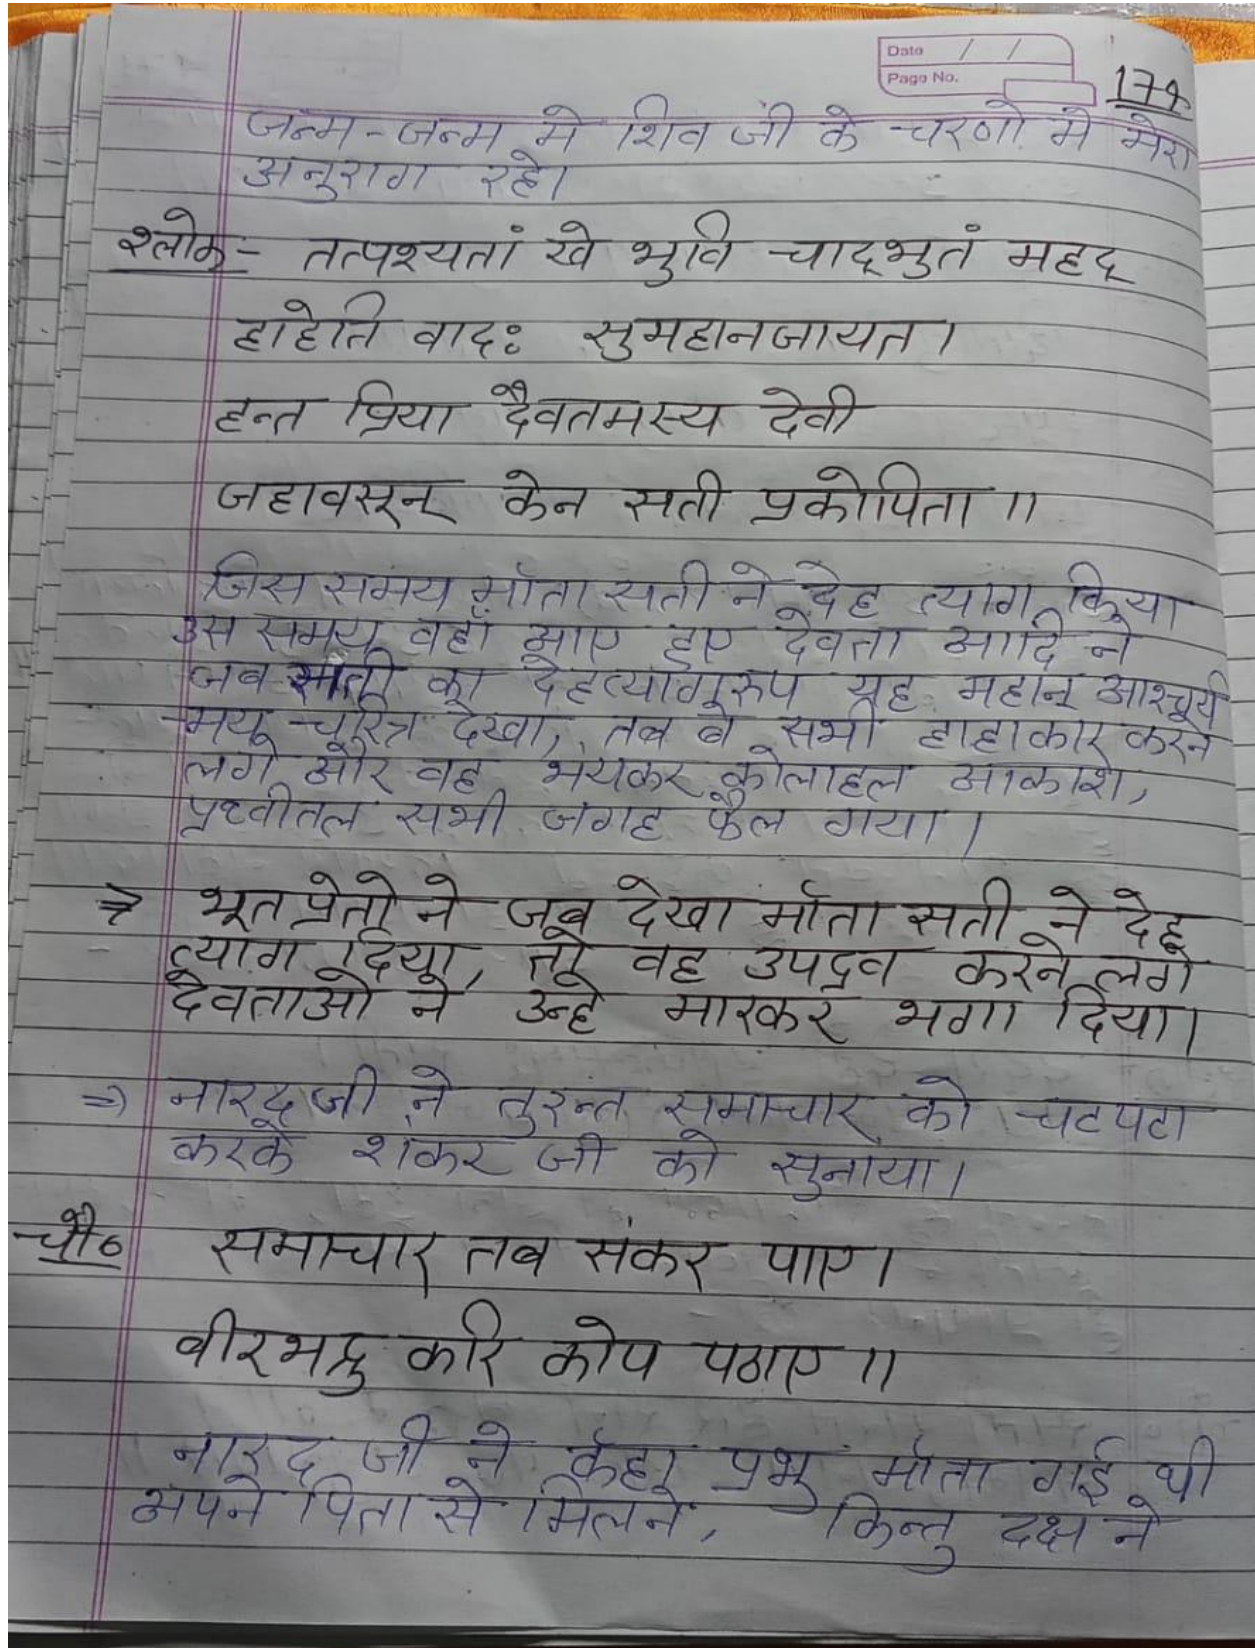 Date / /
Page No.
174
जन्म-जन्म मे शिव जी के चरणो मे मेरा
अनुराग रहे।
श्लोक- तत्पश्यतां खे भुवि चाद्भुतं महद्
हाहेति वादः सुमहानजायत।
हन्त प्रिया दैवतमस्य देवी
जहावसून् केन सती प्रकोपिता ॥
जिस समय मॉता सती ने देह त्याग किया
उस समय वहाँ आए हुए देवता आदि ने
जब सती का देहत्यागरुप यह महान् आश्चर्य
मय चरित्र देखा, तब वे सभी हाहाकार करने
लगे और वह भयंकर कोलाहल आकाश,
प्रथ्वीतल सभी जगह फैल गया।
⇒ भूत प्रेतो ने जब देखा मॉता सती ने देह
त्याग दिया, तो वह उपद्रव करने लगे
देवताओ ने उन्हे मारकर भगा दिया।
⇒ नारद जी ने तुरन्त समाचार को चटपटा
करके शंकर जी को सुनाया।
चौ० समाचार तब संकर पाए।
वीरभद्रु करि कोप पठाए ॥
नारद जी ने कहा प्रभु मॉता गई थी
अपने पिता से मिलने, किन्तु दक्ष ने